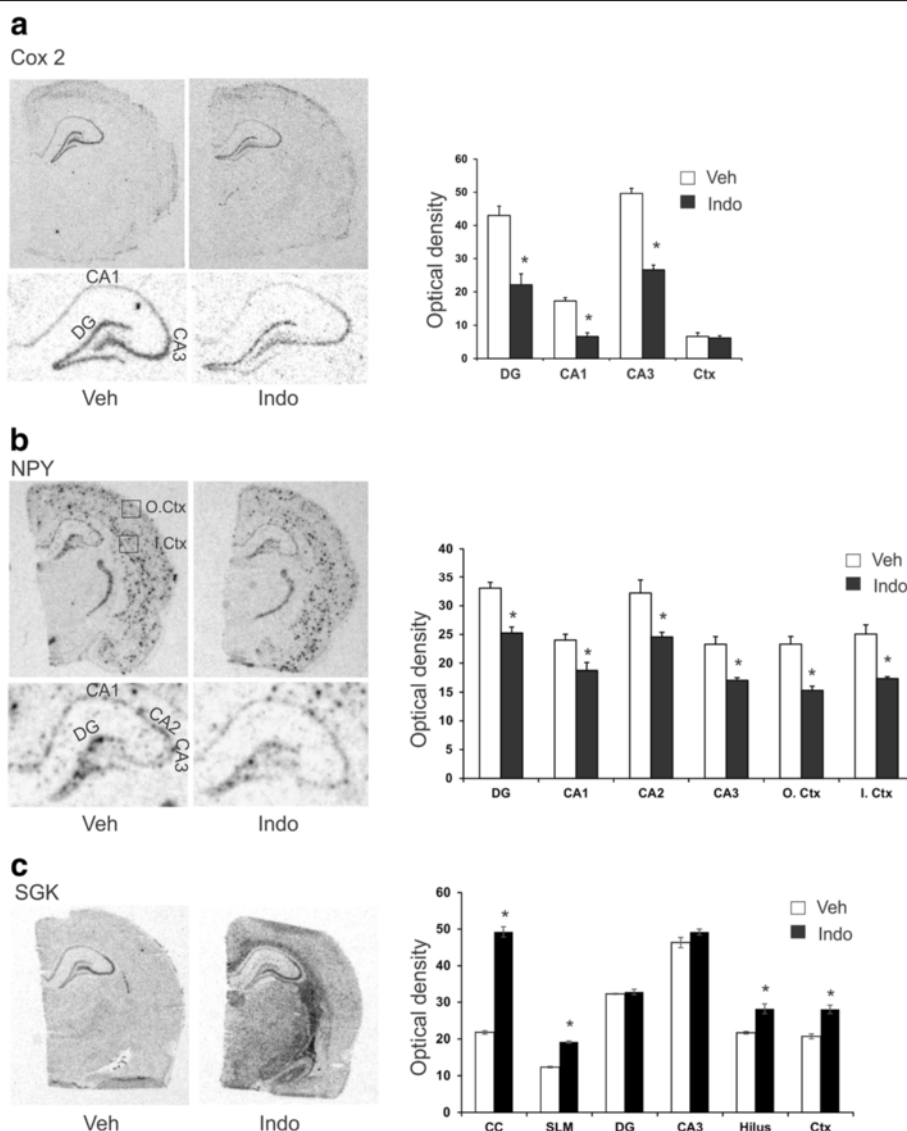 a
Cox 2
CA1
DG
CA3
Veh
Indo
60
50
40
30
20
10
0
Optical density
Veh
Indo
*
*
*
DG
CA1
CA3
Ctx
b
NPY
O.Ctx
I.Ctx
CA1
DG
CA2
CA3
Veh
Indo
40
35
30
25
20
15
10
5
0
Optical density
Veh
Indo
*
*
*
*
*
*
DG
CA1
CA2
CA3
O. Ctx
I. Ctx
c
SGK
Veh
Indo
60
50
40
30
20
10
0
Optical density
Veh
Indo
*
*
*
*
CC
SLM
DG
CA3
Hilus
Ctx